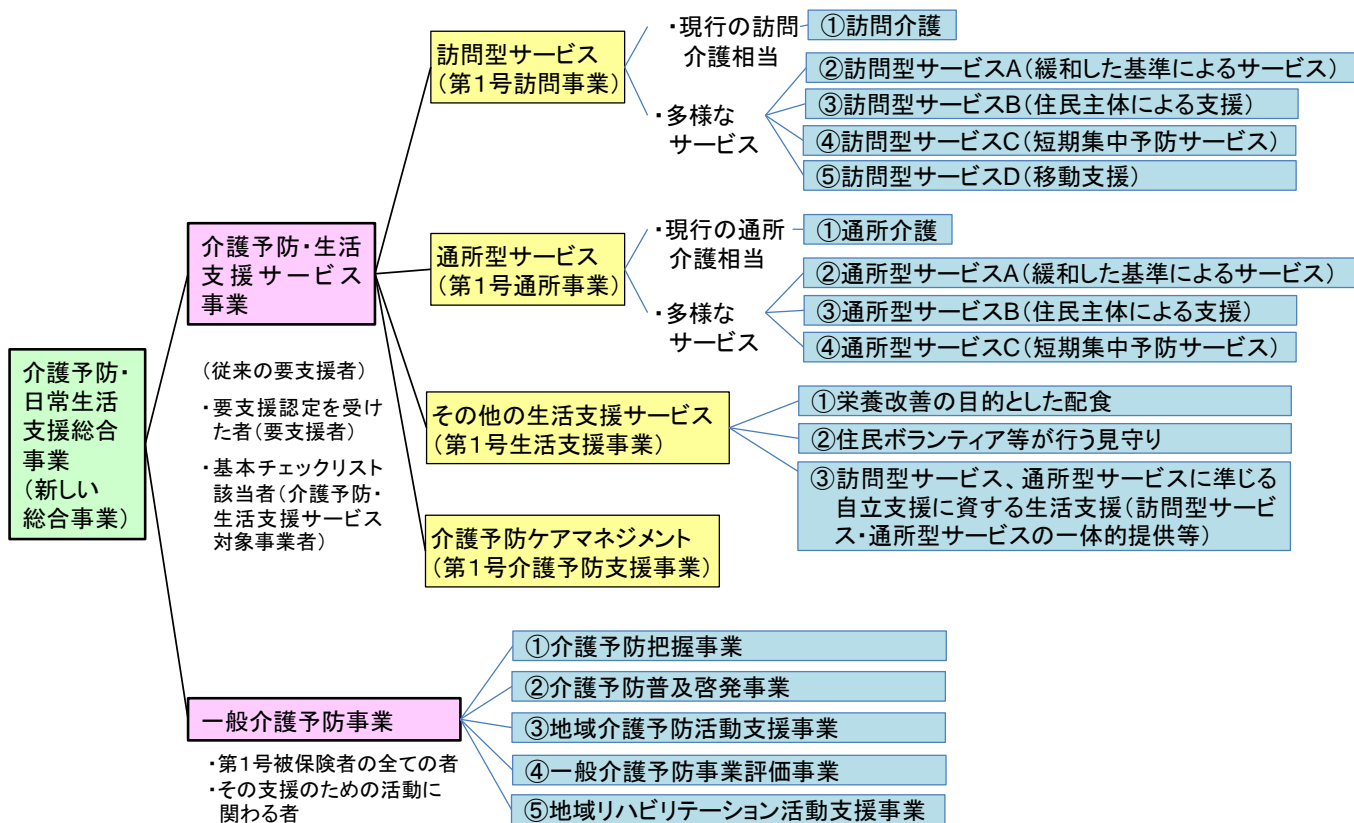 介護予防・
日常生活
支援総合
事業
(新しい
総合事業)
介護予防・生活
支援サービス
事業
(従来の要支援者)
・要支援認定を受け
た者(要支援者)
・基本チェックリスト
該当者(介護予防・
生活支援サービス
対象事業者)
訪問型サービス
(第1号訪問事業)
・現行の訪問
介護相当
①訪問介護
・多様な
サービス
②訪問型サービスA(緩和した基準によるサービス)
③訪問型サービスB(住民主体による支援)
④訪問型サービスC(短期集中予防サービス)
⑤訪問型サービスD(移動支援)
通所型サービス
(第1号通所事業)
・現行の通所
介護相当
①通所介護
・多様な
サービス
②通所型サービスA(緩和した基準によるサービス)
③通所型サービスB(住民主体による支援)
④通所型サービスC(短期集中予防サービス)
その他の生活支援サービス
(第1号生活支援事業)
①栄養改善の目的とした配食
②住民ボランティア等が行う見守り
③訪問型サービス、通所型サービスに準じる
自立支援に資する生活支援(訪問型サービ
ス・通所型サービスの一体的提供等)
介護予防ケアマネジメント
(第1号介護予防支援事業)
一般介護予防事業
・第1号被保険者の全ての者
・その支援のための活動に
関わる者
①介護予防把握事業
②介護予防普及啓発事業
③地域介護予防活動支援事業
④一般介護予防事業評価事業
⑤地域リハビリテーション活動支援事業